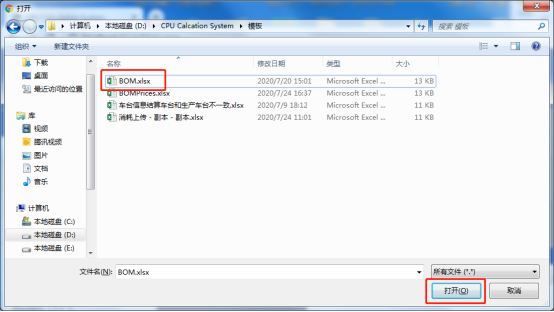 打开
计算机 ▸ 本地磁盘 (D:) ▸ CPU Calcation System ▸ 模板
搜索 模板
组织 新建文件夹
名称 修改日期 类型 大小
下载
桌面
最近访问的位置
库
视频
腾讯视频
图片
文档
音乐
计算机
本地磁盘 (C:)
本地磁盘 (D:)
本地磁盘 (E:)
BOM.xlsx 2020/7/20 15:01 Microsoft Excel ... 13 KB
BOMPrices.xlsx 2020/7/24 16:37 Microsoft Excel ... 13 KB
车台信息结算车台和生产车台不一致.xlsx 2020/7/9 18:12 Microsoft Excel ... 11 KB
消耗上传 - 副本 - 副本.xlsx 2020/7/24 11:01 Microsoft Excel ... 11 KB
文件名(N): BOM.xlsx 所有文件 (*.*)
打开(O) 取消